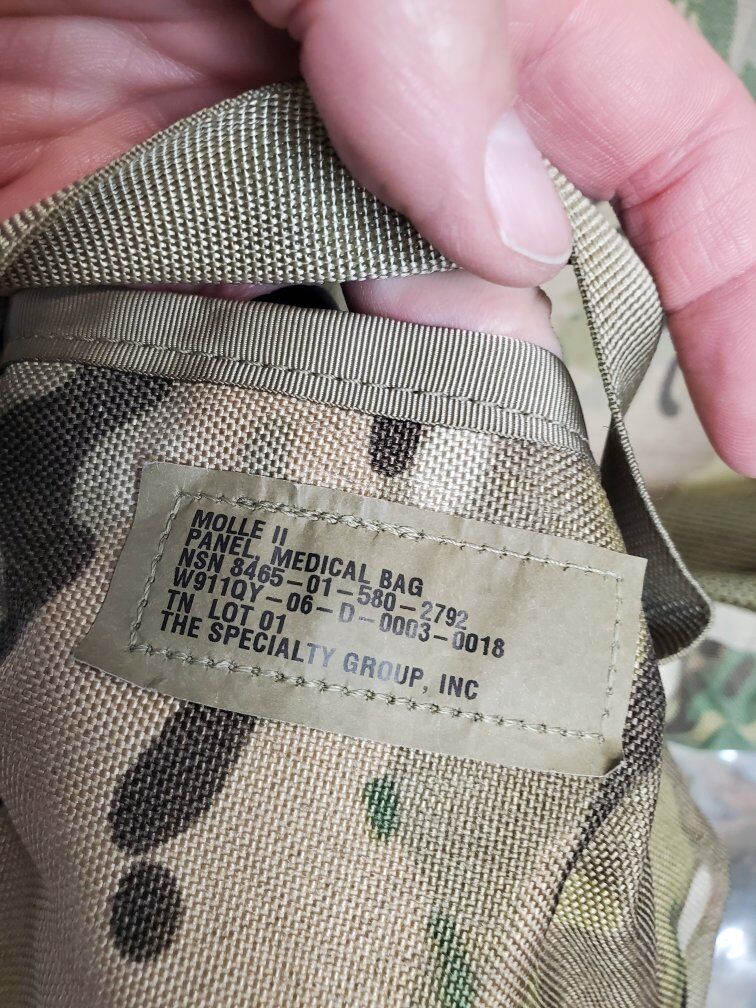 MOLLE II
PANEL, MEDICAL BAG
NSN 8465-01-580-2792
W911QY-06-D-0003-0018
TN LOT 01
THE SPECIALTY GROUP, INC